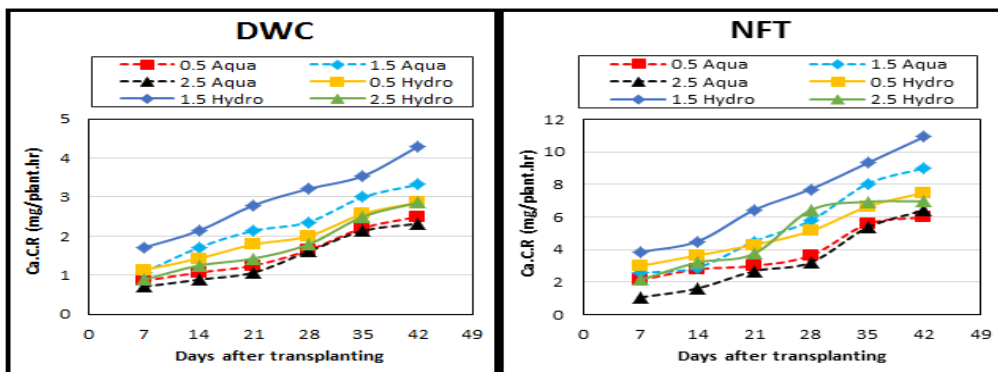 DWC
0.5 Aqua 1.5 Aqua
2.5 Aqua 0.5 Hydro
1.5 Hydro 2.5 Hydro
Ca.C.R (mg/plant.hr)
5
4
3
2
1
0
0 7 14 21 28 35 42 49
Days after transplanting
NFT
0.5 Aqua 1.5 Aqua
2.5 Aqua 0.5 Hydro
1.5 Hydro 2.5 Hydro
Ca.C.R (mg/plant.hr)
12
10
8
6
4
2
0
0 7 14 21 28 35 42 49
Days after transplanting